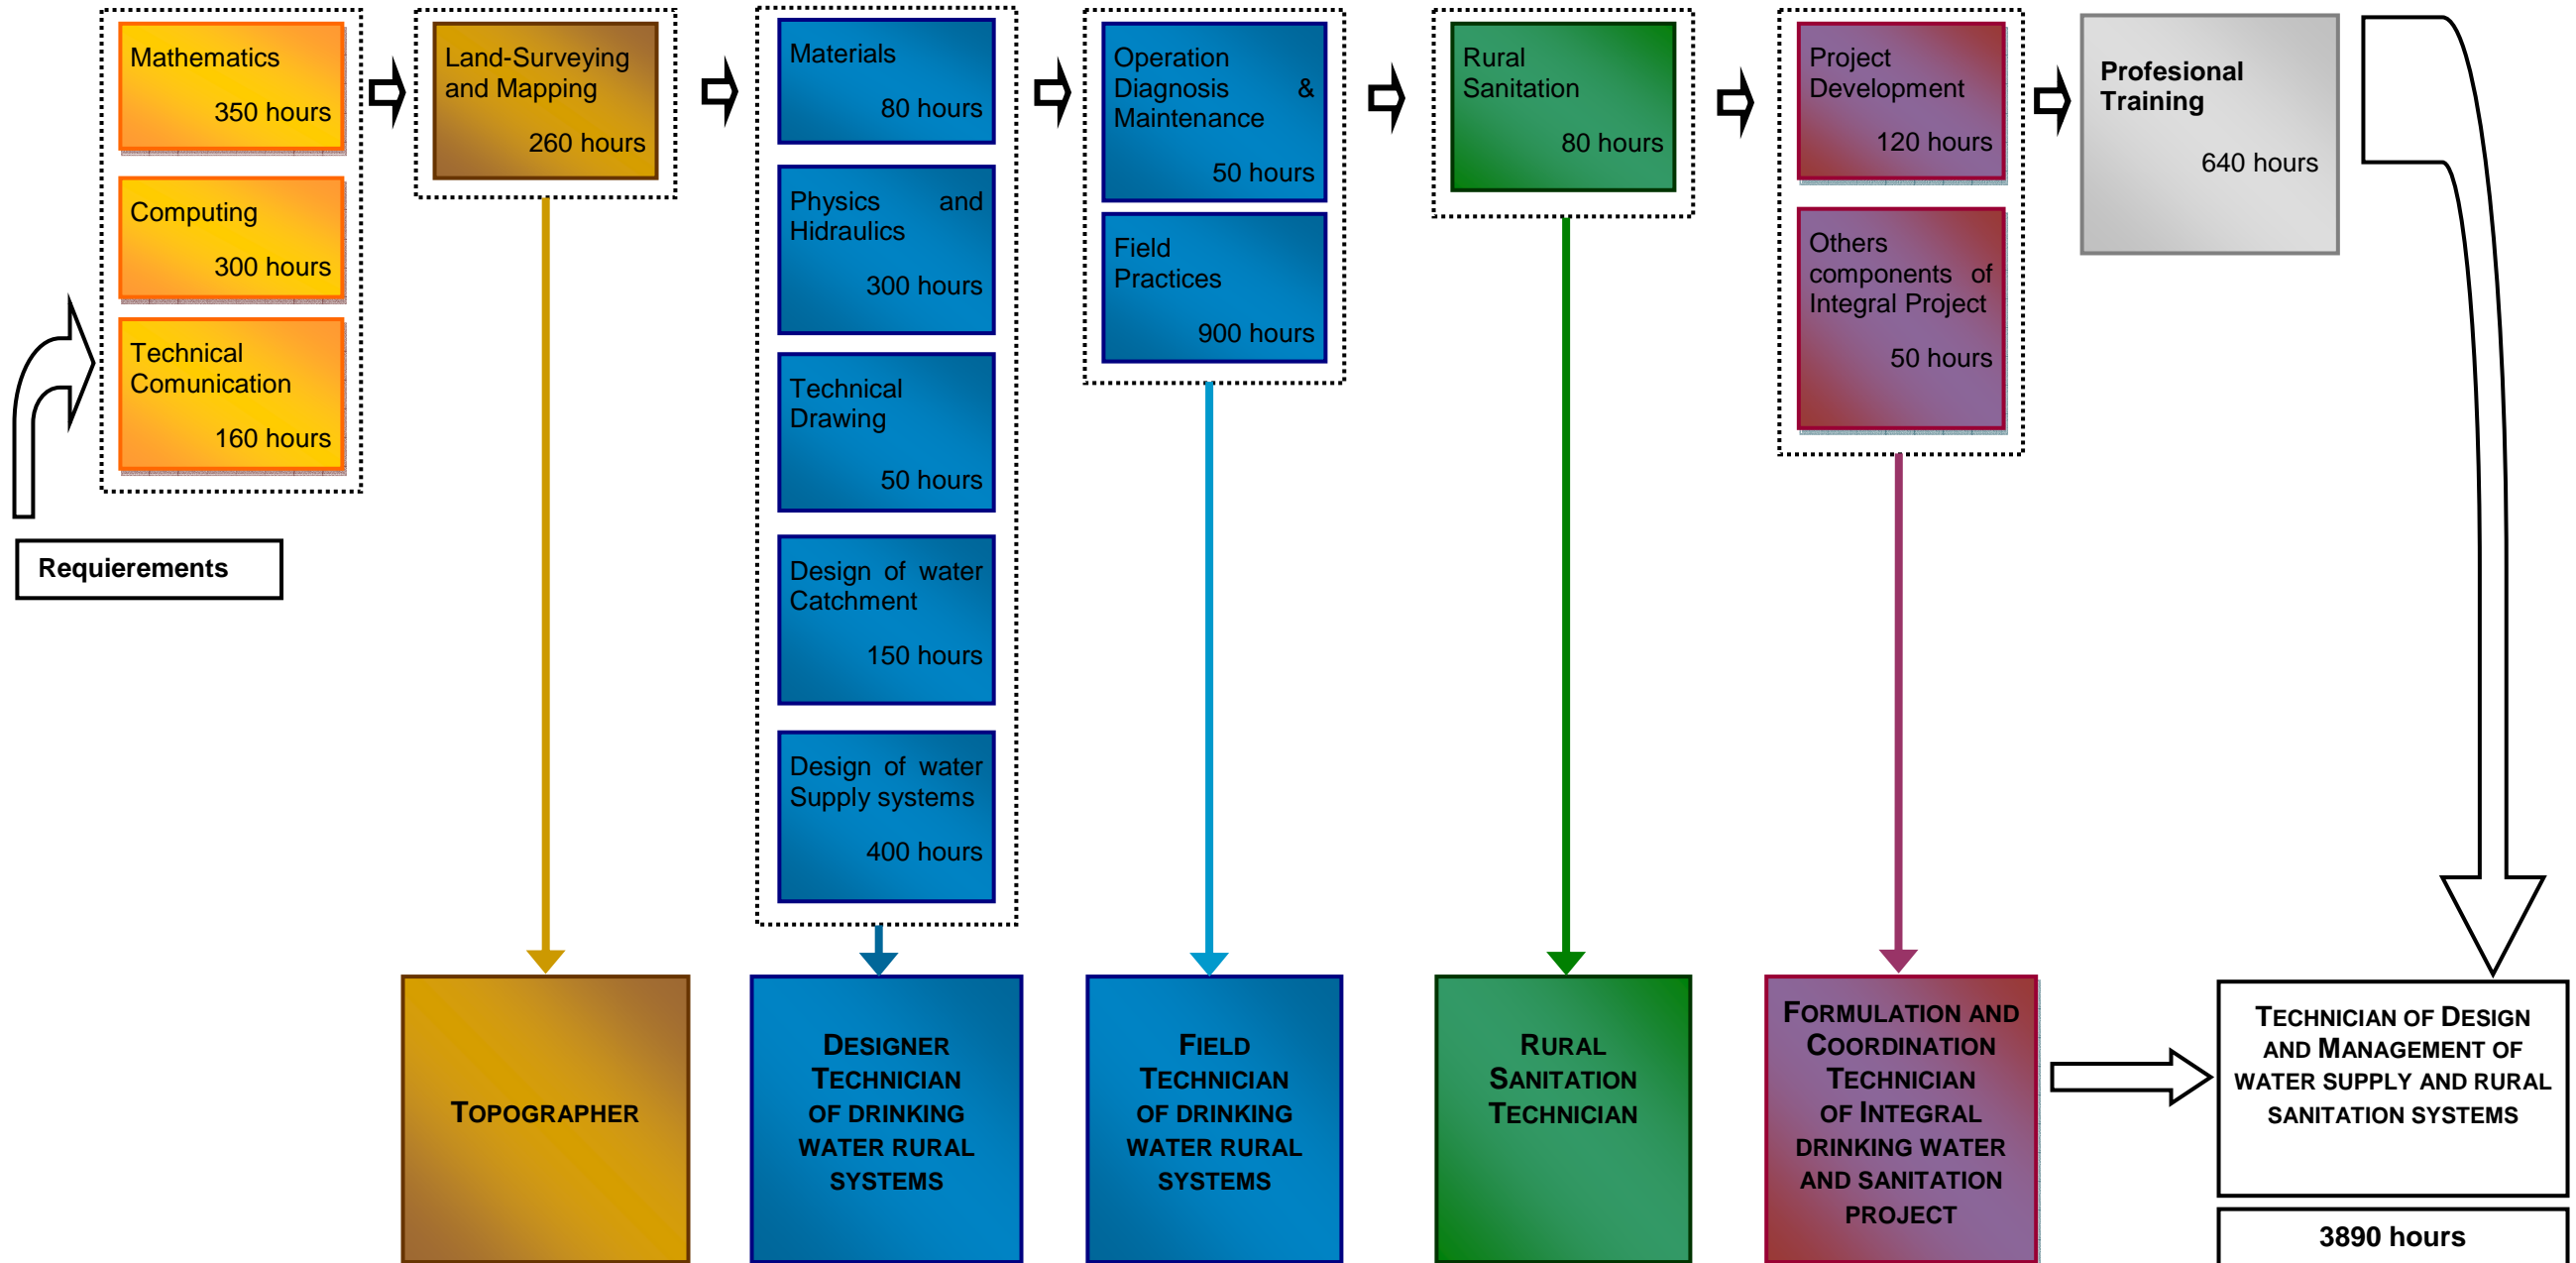 Mathematics
350 hours
Computing
300 hours
Technical
Comunication
160 hours
Requierements
Land-Surveying
and Mapping
260 hours
Materials
80 hours
Physics and
Hidraulics
300 hours
Technical
Drawing
50 hours
Design of water
Catchment
150 hours
Design of water
Supply systems
400 hours
Operation
Diagnosis &
Maintenance
50 hours
Field
Practices
900 hours
Rural
Sanitation
80 hours
Project
Development
120 hours
Others
components of
Integral Project
50 hours
Profesional
Training
640 hours
TOPOGRAPHER
DESIGNER
TECHNICIAN
OF DRINKING
WATER RURAL
SYSTEMS
FIELD
TECHNICIAN
OF DRINKING
WATER RURAL
SYSTEMS
RURAL
SANITATION
TECHNICIAN
FORMULATION AND
COORDINATION
TECHNICIAN
OF INTEGRAL
DRINKING WATER
AND SANITATION
PROJECT
TECHNICIAN OF DESIGN
AND MANAGEMENT OF
WATER SUPPLY AND RURAL
SANITATION SYSTEMS
3890 hours